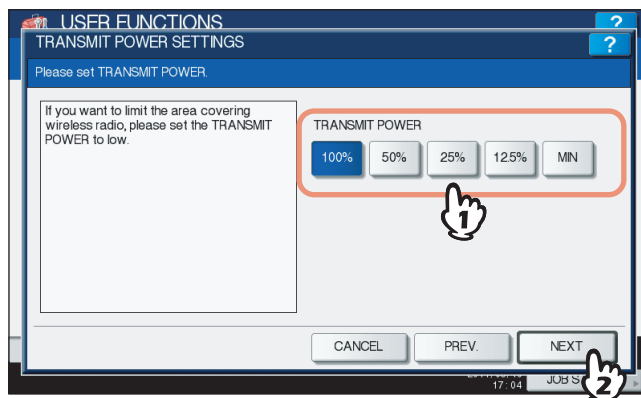 USER FUNCTIONS
?
TRANSMIT POWER SETTINGS
?
Please set TRANSMIT POWER.
If you want to limit the area covering
wireless radio, please set the TRANSMIT
POWER to low.
TRANSMIT POWER
100% 50% 25% 12.5% MIN
1
CANCEL PREV. NEXT
17:04
2